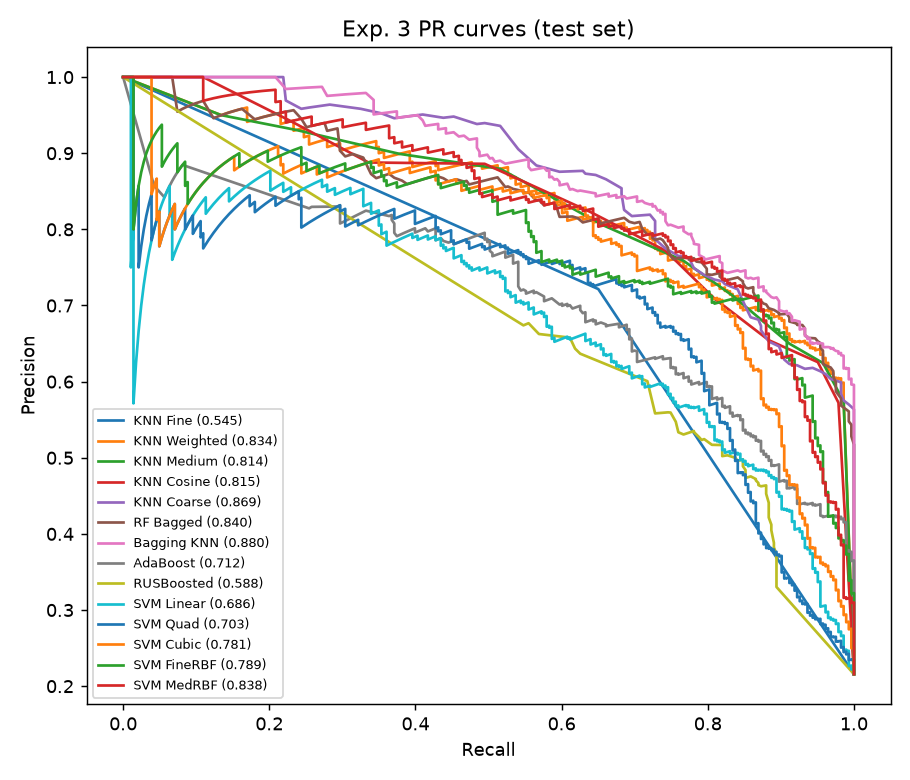 Exp. 3 PR curves (test set)
Precision
1.0
0.9
0.8
0.7
0.6
0.5
0.4
0.3
0.2
KNN Fine (0.545)
KNN Weighted (0.834)
KNN Medium (0.814)
KNN Cosine (0.815)
KNN Coarse (0.869)
RF Bagged (0.840)
Bagging KNN (0.880)
AdaBoost (0.712)
RUSBoosted (0.588)
SVM Linear (0.686)
SVM Quad (0.703)
SVM Cubic (0.781)
SVM FineRBF (0.789)
SVM MedRBF (0.838)
0.0 0.2 0.4 0.6 0.8 1.0
Recall